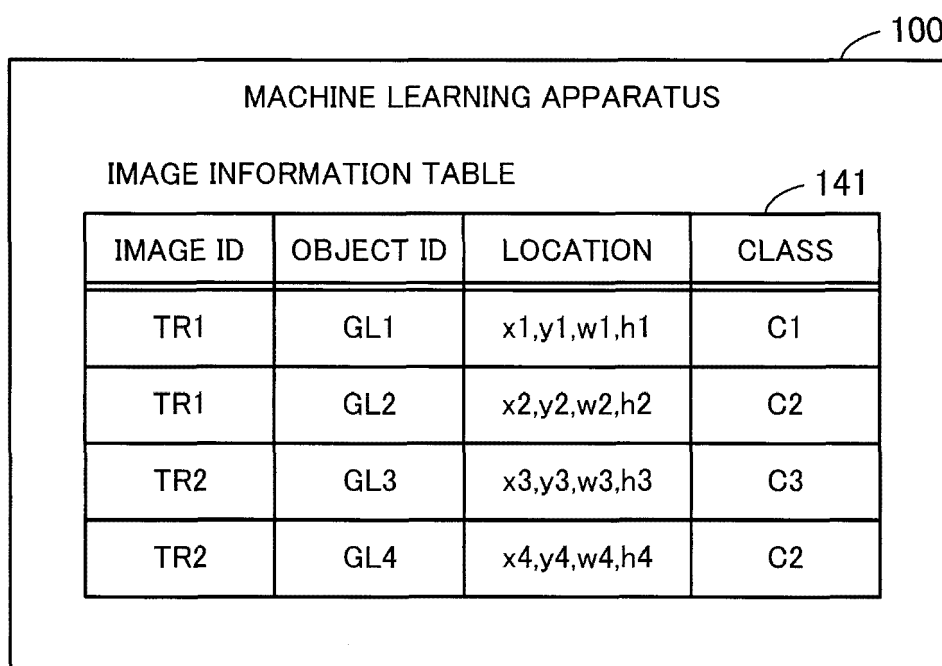 100
MACHINE LEARNING APPARATUS
IMAGE INFORMATION TABLE
141
IMAGE ID OBJECT ID LOCATION CLASS
TR1 GL1 x1,y1,w1,h1 C1
TR1 GL2 x2,y2,w2,h2 C2
TR2 GL3 x3,y3,w3,h3 C3
TR2 GL4 x4,y4,w4,h4 C2